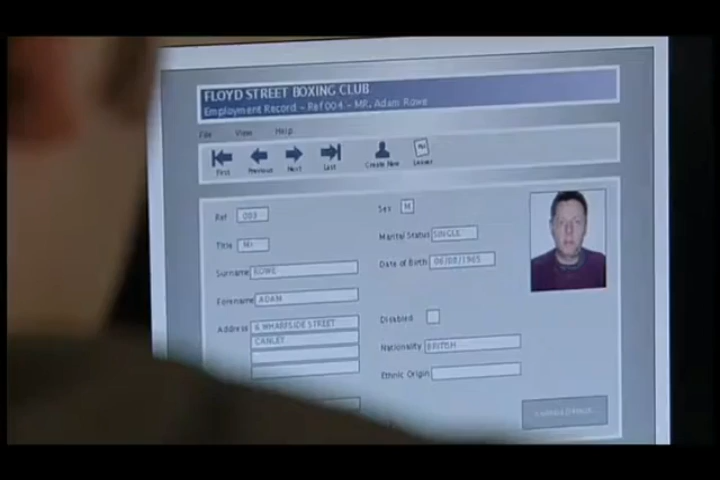 FLOYD STREET BOXING CLUB
Employment Record - Ref 004 - MR. Adam Rowe
File View Help
First Previous Next Last Create New Leaver
Ref 003
Sex M
Title Mr
Marital Status SINGLE
Surname ROWE
Date of Birth 06/08/1965
Forename ADAM
Address 6 WHARFSIDE STREET
CANLEY
Disabled
Nationality BRITISH
Ethnic Origin